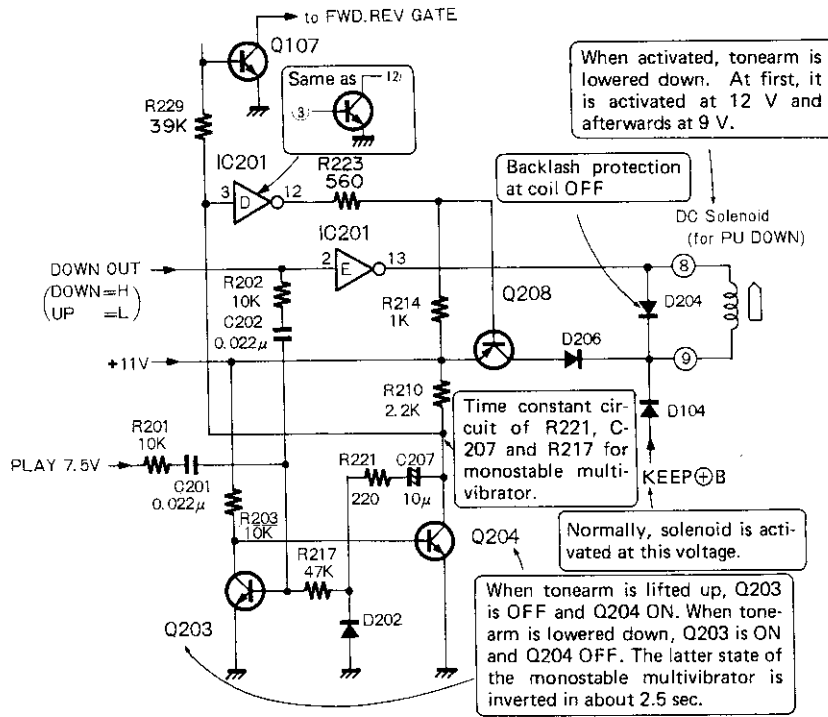 to FWD.REV GATE
Q107
When activated, tonearm is
lowered down. At first, it
is activated at 12 V and
afterwards at 9 V.
Same as
12
3
R229
39K
IC201
3
D
12
R223
560
Backlash protection
at coil OFF
DC Solenoid
(for PU DOWN)
IC201
2
E
13
8
DOWN OUT
(DOWN=H
UP =L)
R202
10K
C202
0.022μ
R214
1K
Q208
D204
D206
+11V
9
R210
2.2K
D104
Time constant cir-
cuit of R221, C-
207 and R217 for
monostable multi-
vibrator.
R201
10K
PLAY 7.5V
C201
0.022μ
R221
220
C207
10μ
KEEP⊕B
R203
10K
Normally, solenoid is acti-
vated at this voltage.
Q204
R217
47K
D202
Q203
When tonearm is lifted up, Q203
is OFF and Q204 ON. When tone-
arm is lowered down, Q203 is ON
and Q204 OFF. The latter state of
the monostable multivibrator is
inverted in about 2.5 sec.